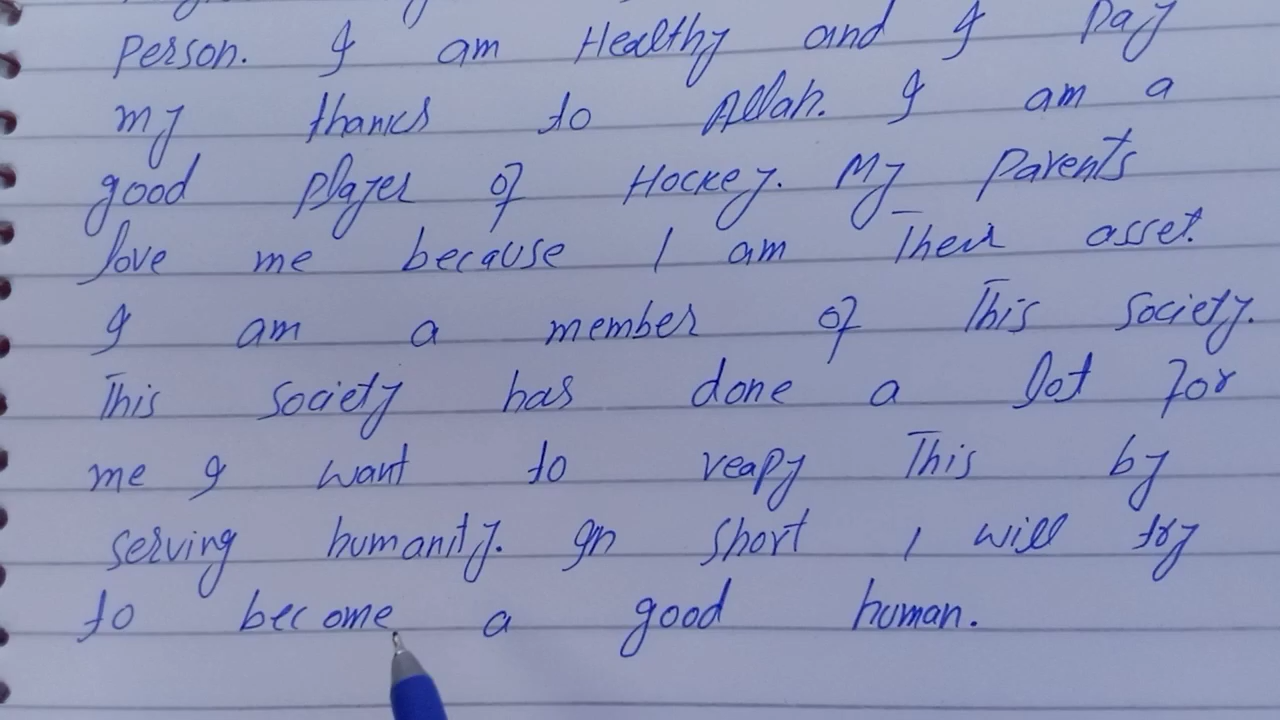 Person. I am Healthy and I Pay
my thanks to Allah. I am a
good player of Hockey. My Parents
love me because I am Their asset.
I am a member of This Society.
This Society has done a lot for
me I want to reapy This by
serving humanity. In short I will try
to become a good human.